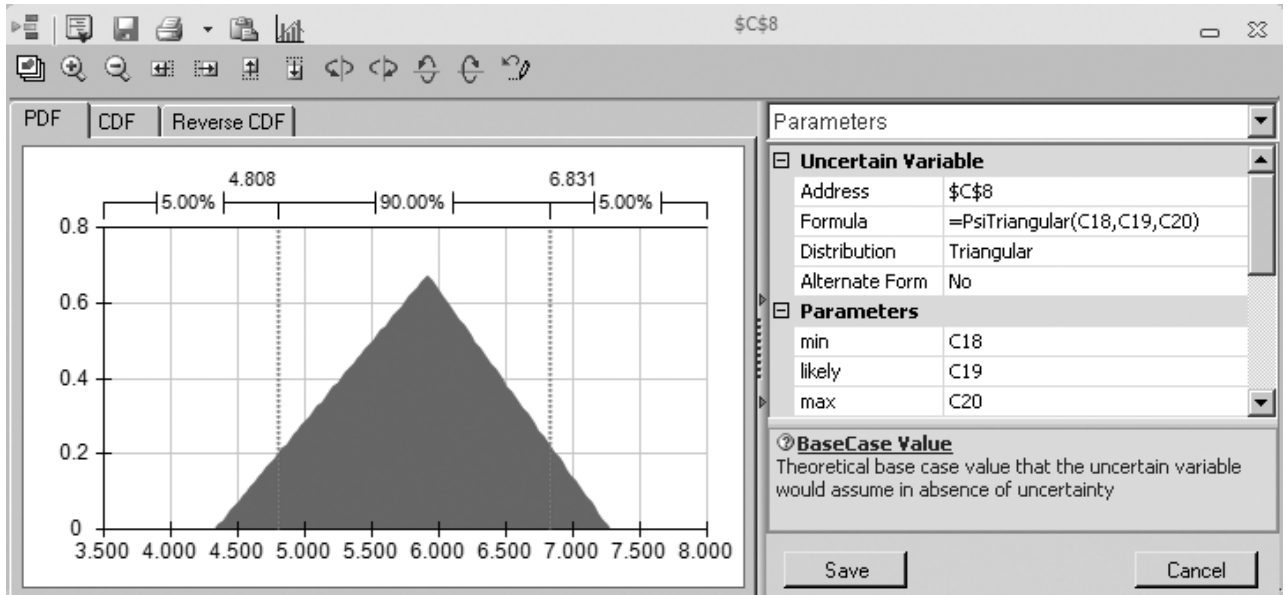 $C$8
PDF CDF Reverse CDF
4.808 6.831
5.00% 90.00% 5.00%
0.8
0.6
0.4
0.2
0
3.500 4.000 4.500 5.000 5.500 6.000 6.500 7.000 7.500 8.000
Parameters
Uncertain Variable
Address $C$8
Formula =PsiTriangular(C18,C19,C20)
Distribution Triangular
Alternate Form No
Parameters
min C18
likely C19
max C20
BaseCase Value
Theoretical base case value that the uncertain variable
would assume in absence of uncertainty
Save Cancel